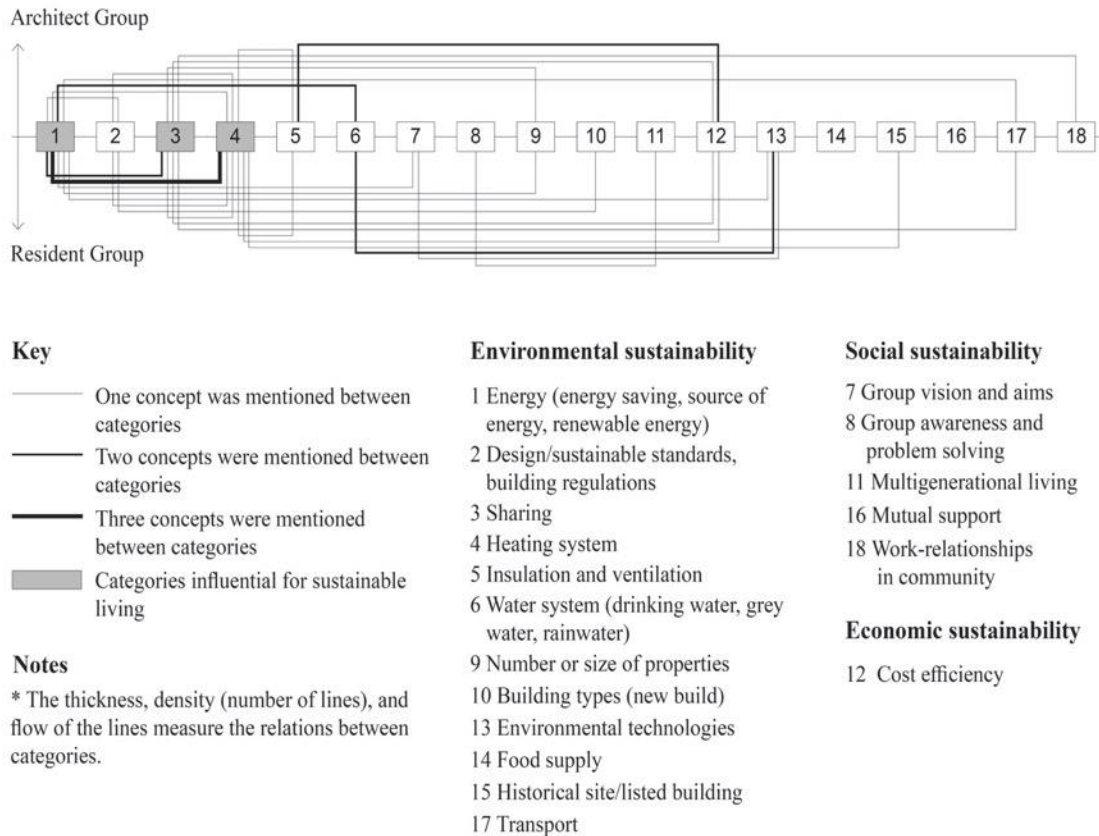 Architect Group
1 2 3 4 5 6 7 8 9 10 11 12 13 14 15 16 17 18
Resident Group
Key
One concept was mentioned between
categories
Two concepts were mentioned between
categories
Three concepts were mentioned
between categories
Categories influential for sustainable
living
Notes
* The thickness, density (number of lines), and
flow of the lines measure the relations between
categories.
Environmental sustainability
1 Energy (energy saving, source of
energy, renewable energy)
2 Design/sustainable standards,
building regulations
3 Sharing
4 Heating system
5 Insulation and ventilation
6 Water system (drinking water, grey
water, rainwater)
9 Number or size of properties
10 Building types (new build)
13 Environmental technologies
14 Food supply
15 Historical site/listed building
17 Transport
Social sustainability
7 Group vision and aims
8 Group awareness and
problem solving
11 Multigenerational living
16 Mutual support
18 Work-relationships
in community
Economic sustainability
12 Cost efficiency